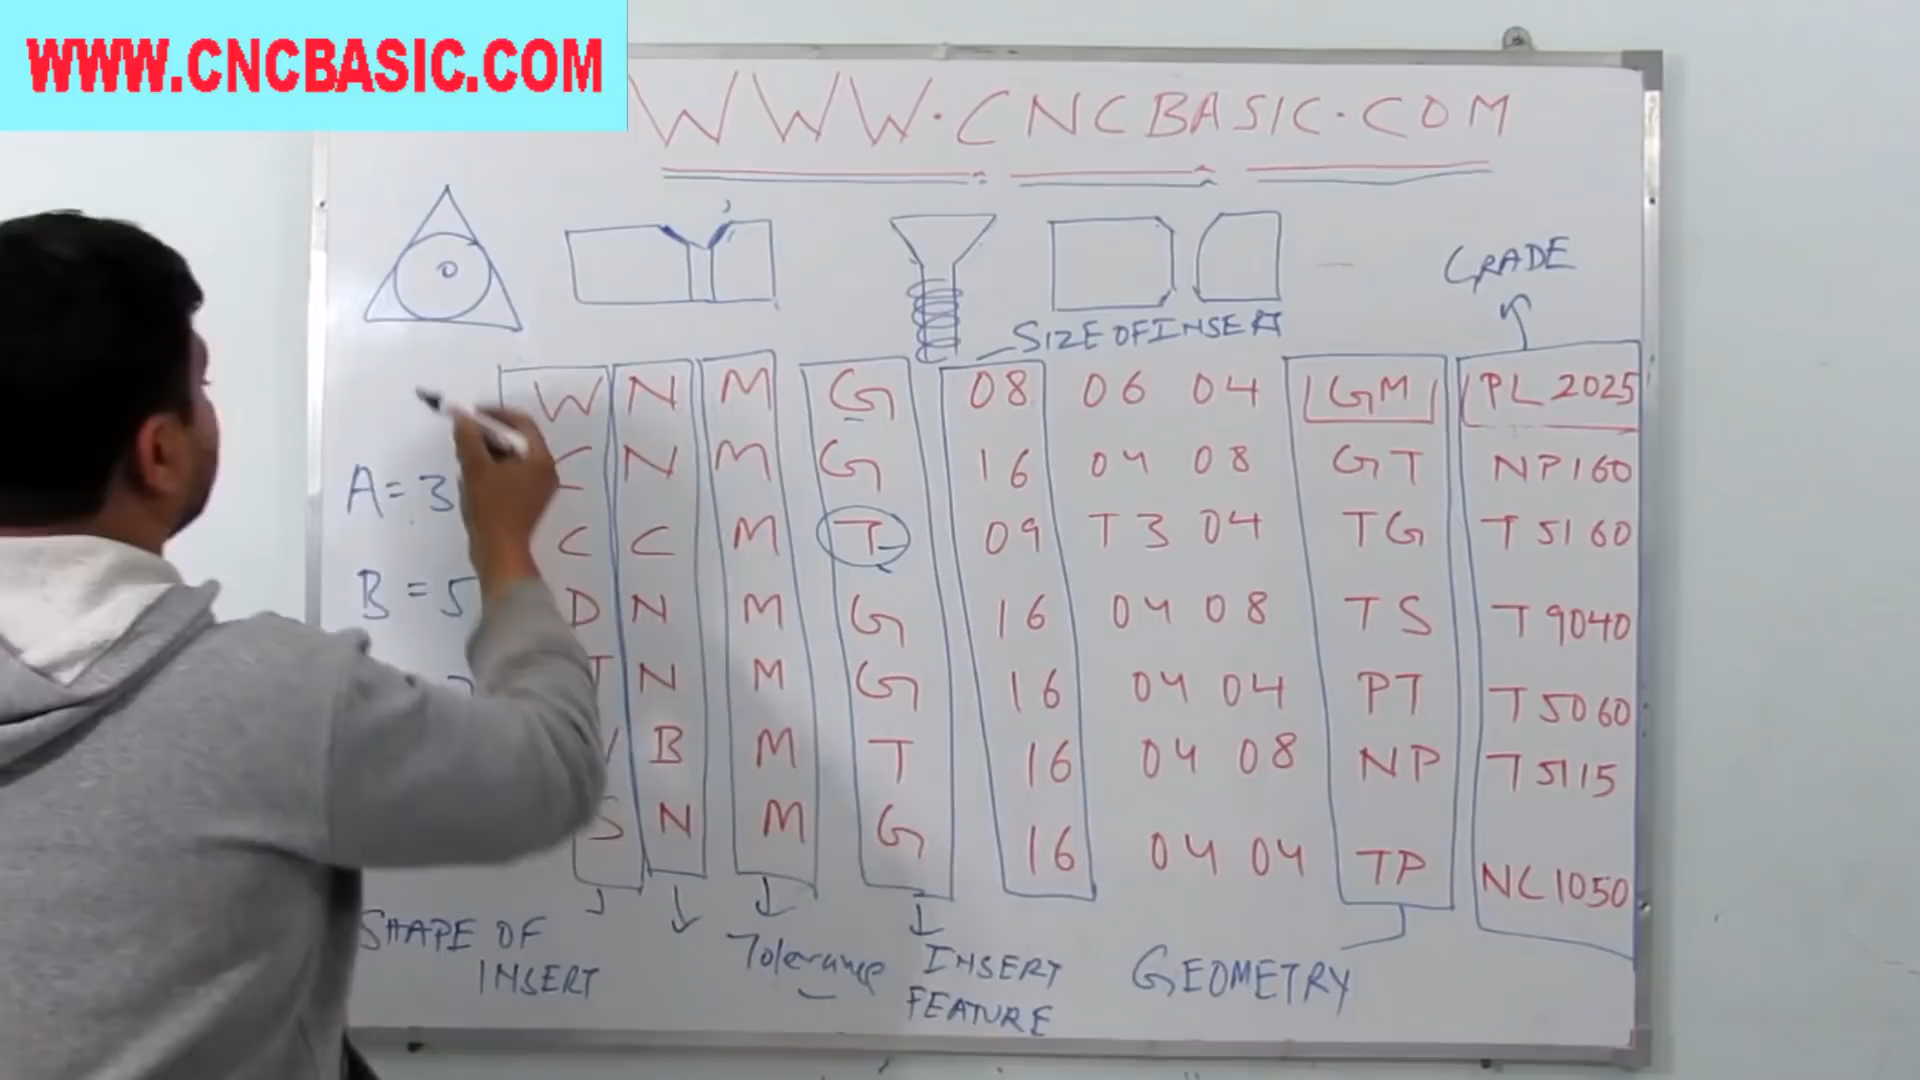 WWW.CNCBASIC.COM
WWW.CNCBASIC.COM
GRADE
SIZE OF INSERT
W N M G 08 06 04 GM PL 2025
C N M G 16 04 08 GT NP160
A = 3
C C M T 09 T3 04 TG T5160
B = 5
D N M G 16 04 08 TS T9040
T N M G 16 04 04 PT T5060
B M T 16 04 08 NP T5115
S N M G 16 04 04 TP NC1050
SHAPE OF
INSERT
Tolerance
INSERT
FEATURE
GEOMETRY